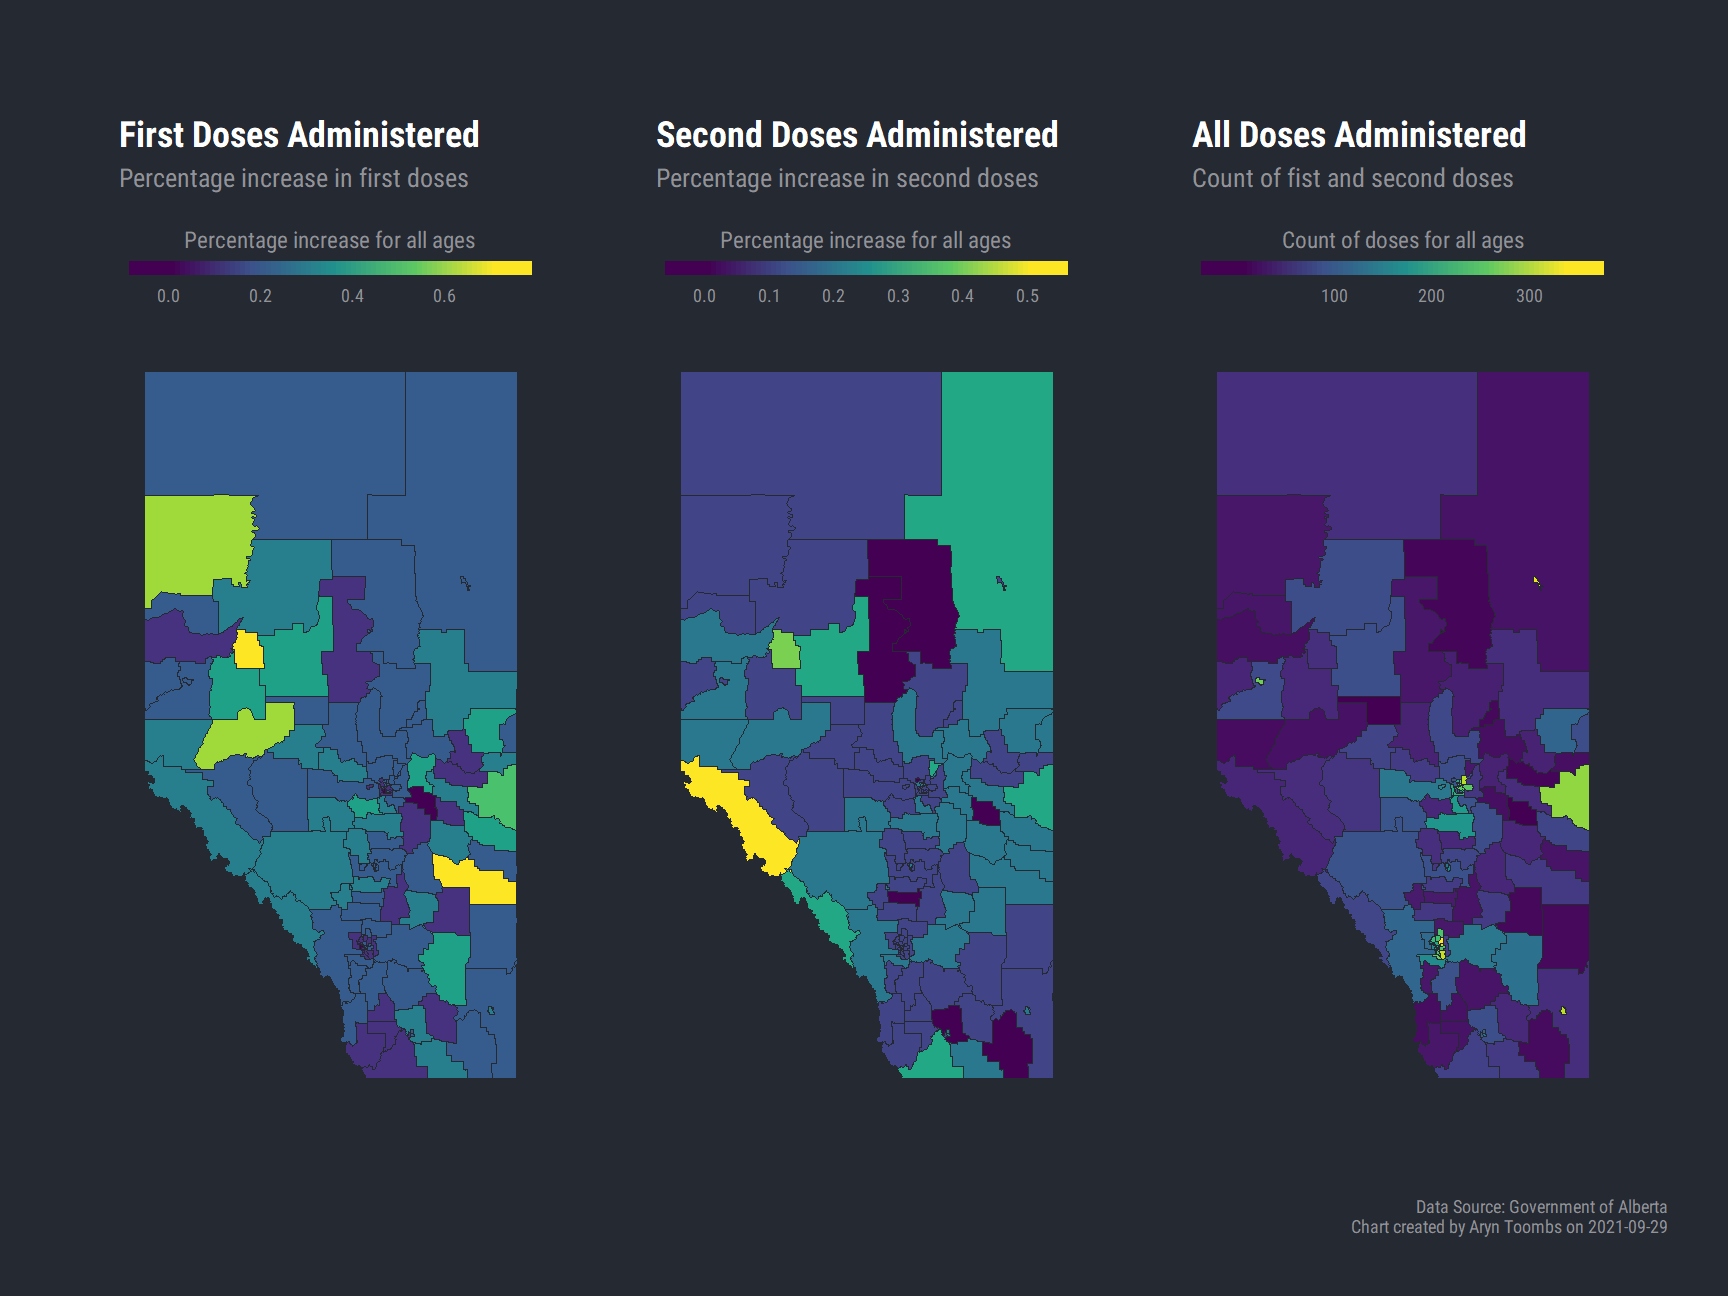 First Doses Administered
Percentage increase in first doses
Percentage increase for all ages
0.0 0.2 0.4 0.6
Second Doses Administered
Percentage increase in second doses
Percentage increase for all ages
0.0 0.1 0.2 0.3 0.4 0.5
All Doses Administered
Count of fist and second doses
Count of doses for all ages
100 200 300
Data Source: Government of Alberta
Chart created by Aryn Toombs on 2021-09-29